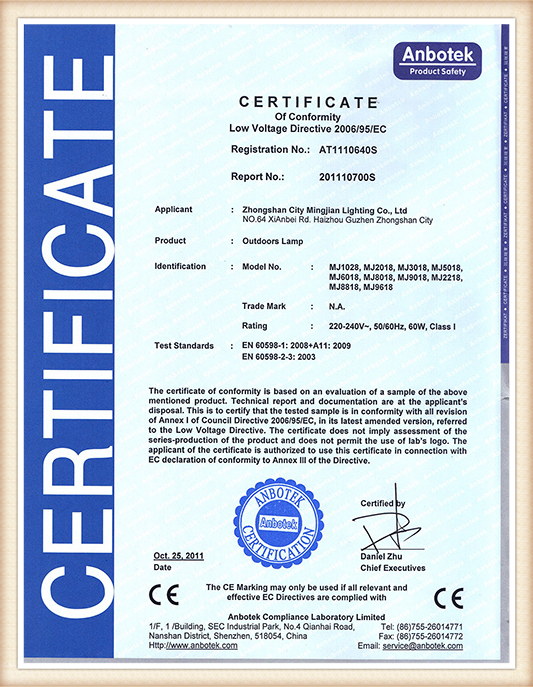 CERTIFICATE
Anbotek
Product Safety
CERTIFICATE
Of Conformity
Low Voltage Directive 2006/95/EC
Registration No.: AT1110640S
Report No.: 201110700S
Applicant : Zhongshan City Mingjian Lighting Co., Ltd
NO.64 XiAnbei Rd. Haizhou Guzhen Zhongshan City
Product : Outdoors Lamp
Identification : Model No. : MJ1028, MJ2018, MJ3018, MJ5018,
MJ6018, MJ8018, MJ9018, MJ2218,
MJ8818, MJ9618
Trade Mark : N.A.
Rating : 220-240V~, 50/60Hz, 60W, Class I
Test Standards : EN 60598-1: 2008+A11: 2009
EN 60598-2-3: 2003
The certificate of conformity is based on an evaluation of a sample of the above
mentioned product. Technical report and documentation are at the applicant's
disposal. This is to certify that the tested sample is in conformity with all revision
of Annex I of Council Directive 2006/95/EC, in its latest amended version, referred
to the Low Voltage Directive. The certificate does not imply assessment of the
series-production of the product and does not permit the use of lab's logo. The
applicant of the certificate is authorized to use this certificate in connection with
EC declaration of conformity to Annex III of the Directive.
ANBOTEK
Anbotek
CERTIFICATION
Certified by
Oct. 25, 2011
Date
Daniel Zhu
Chief Executives
CE
The CE Marking may only be used if all relevant and
effective EC Directives are complied with
CE
Anbotek Compliance Laboratory Limited
1/F, 1 /Building, SEC Industrial Park, No.4 Qianhai Road,
Nanshan District, Shenzhen, 518054, China
Http://www.anbotek.com
Tel: (86)755-26014771
Fax: (86)755-26014772
Email: service@anbotek.com